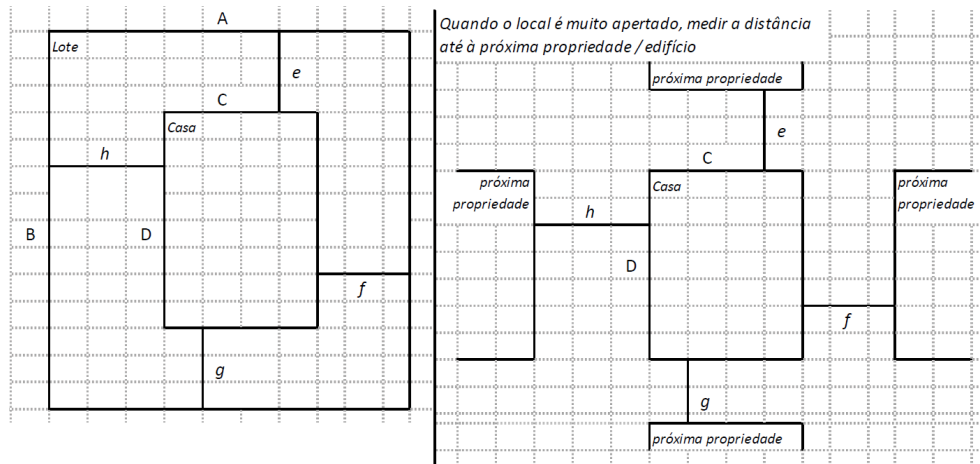 A
Lote
e
C
Casa
h
B
D
f
g
Quando o local é muito apertado, medir a distância
até à próxima propriedade / edifício
próxima propriedade
e
C
próxima
propriedade
Casa
próxima
propriedade
h
D
f
g
próxima propriedade